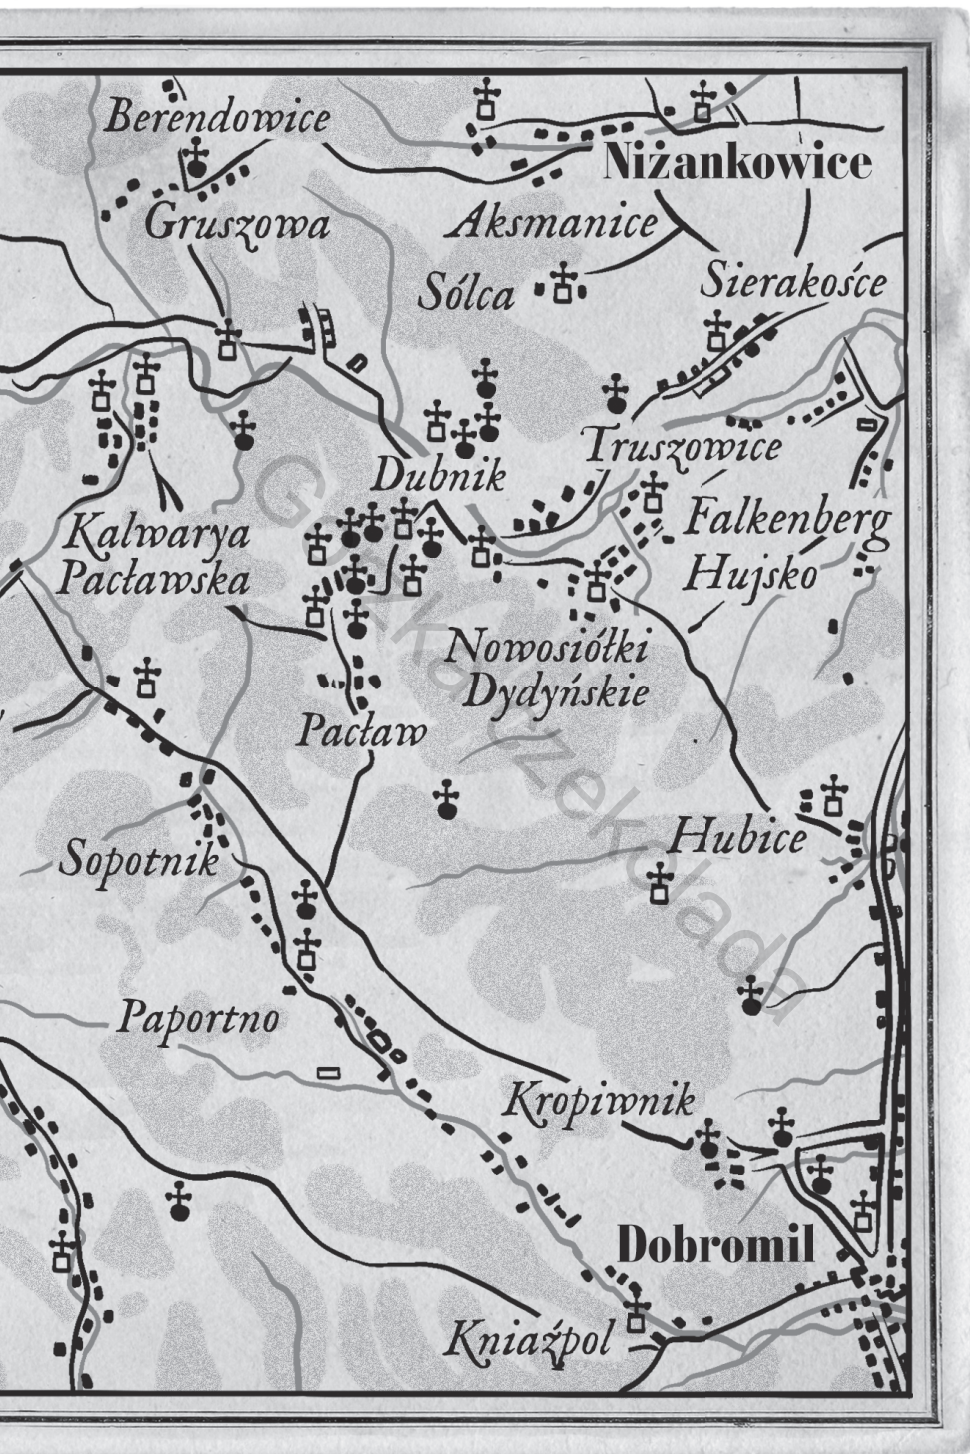 Berendowice
Niżankowice
Gruszowa
Aksmanice
Sólca
Sierakośce
Truszowice
Dubnik
Kalwarya
Pacławska
Falkenberg
Hujsko
Nowosiółki
Dydyńskie
Pacław
Hubice
Sopotnik
Paportno
Kropiwnik
Dobromil
Kniaźpol